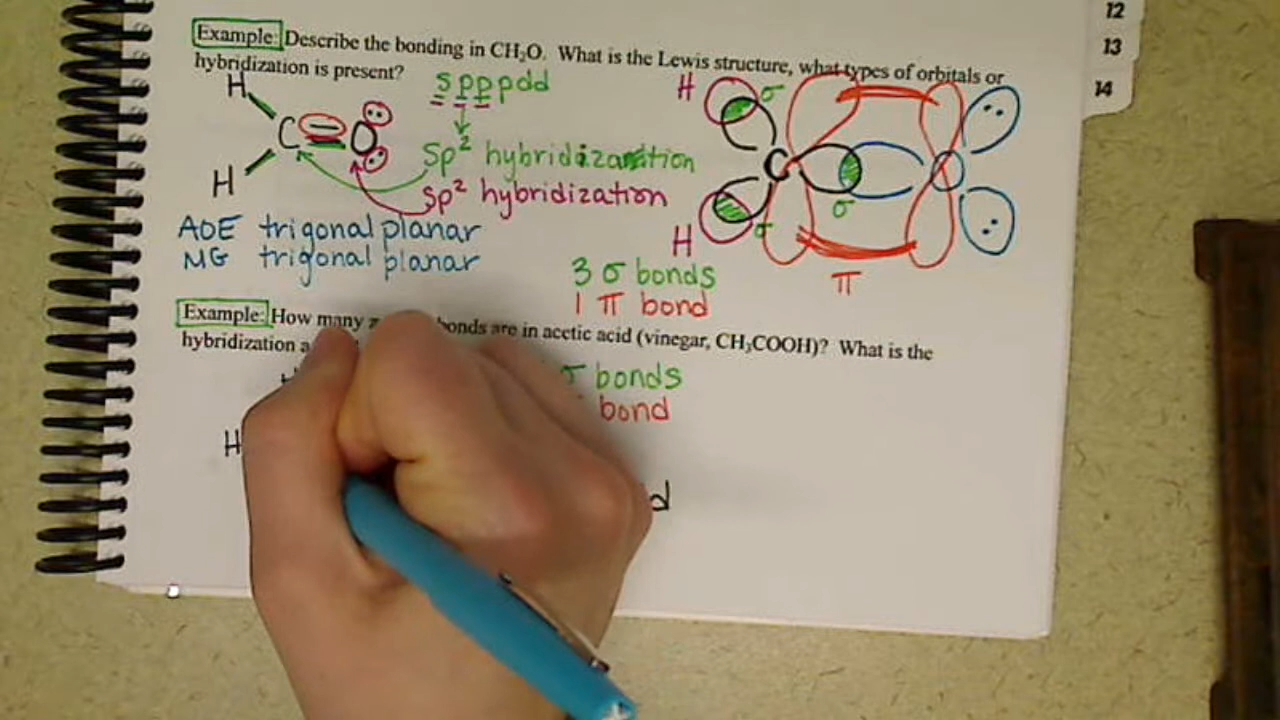 12
13
14
Example: Describe the bonding in CH₂O. What is the Lewis structure, what types of orbitals or
hybridization is present?
s p p p d d
H
C = O
H
sp² hybridization
sp² hybridization
AOE trigonal planar
MG trigonal planar
H σ
C
σ
H σ
π
3 σ bonds
1 π bond
Example: How many bonds are in acetic acid (vinegar, CH₃COOH)? What is the
hybridization
σ bonds
bond
H
H
d